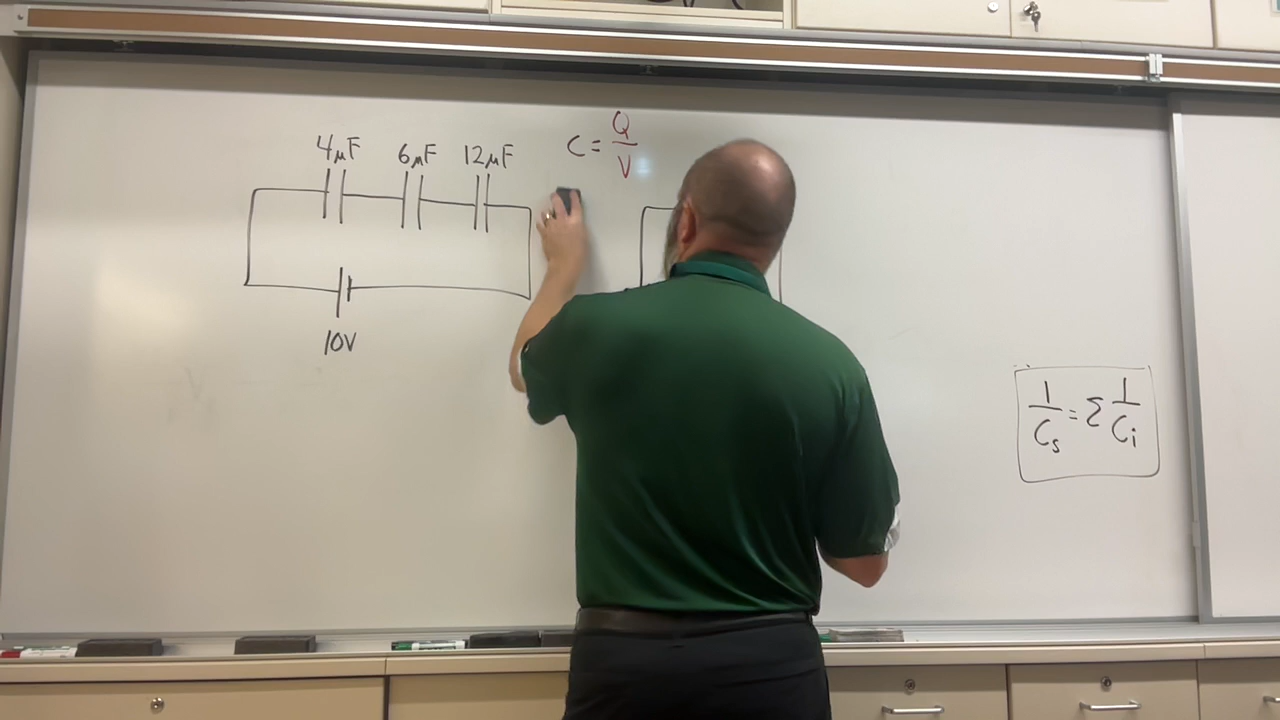 4μF 6μF 12μF
C = Q/V
10V
1/Cs = Σ 1/Ci